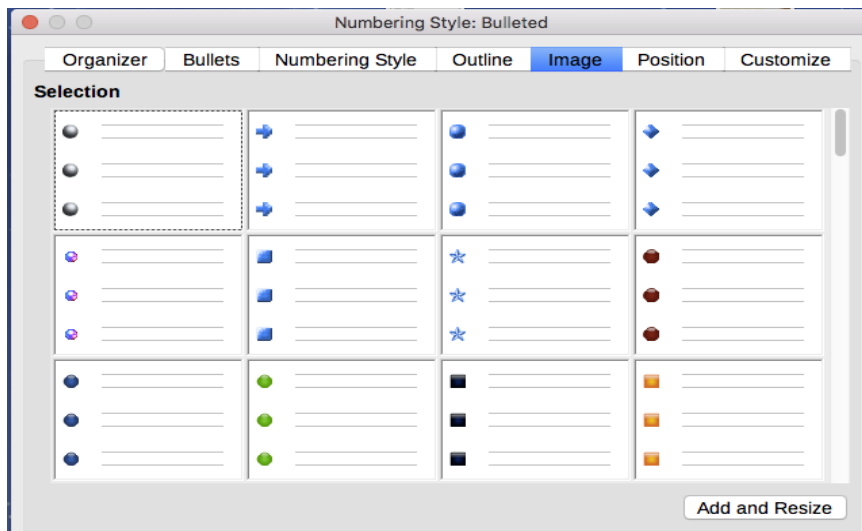 Numbering Style: Bulleted
Organizer Bullets Numbering Style Outline Image Position Customize
Selection
Add and Resize